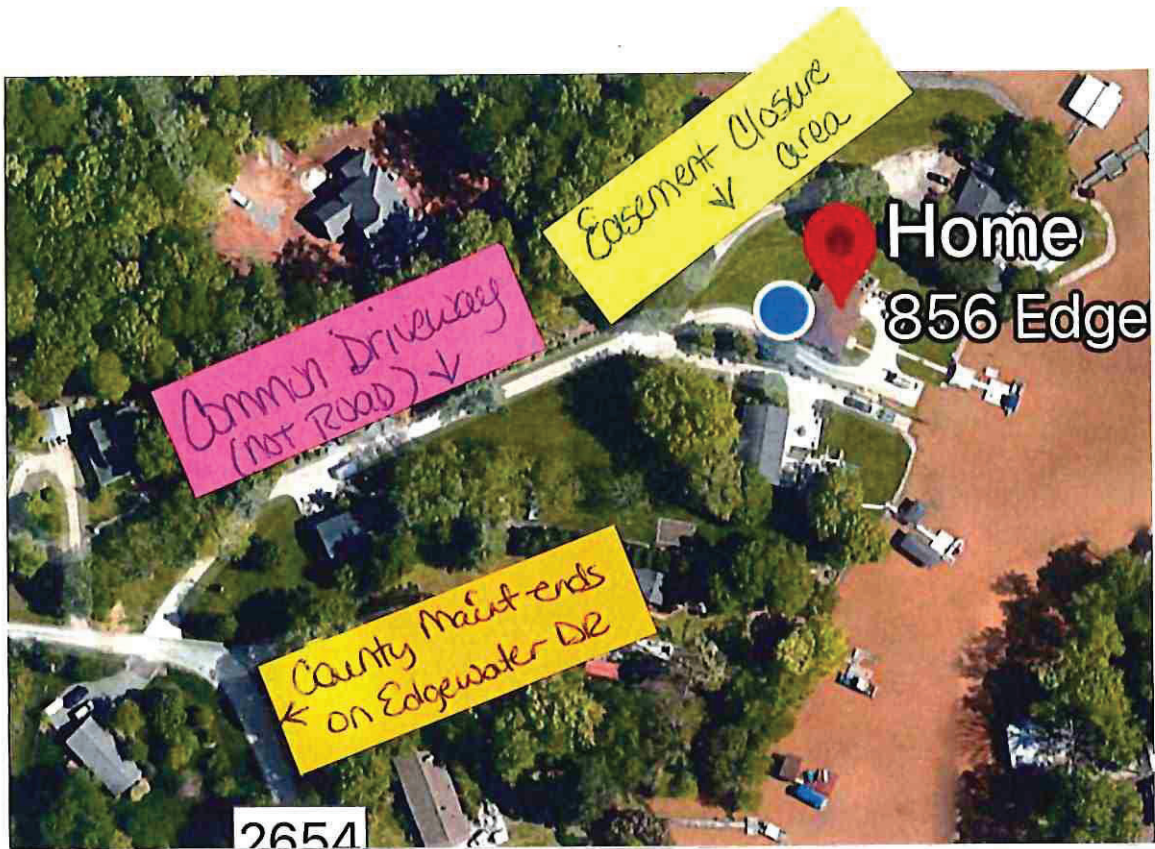 Easement Closure
area
Home
856 Edge
Common Driveway
(not ROAD)
County Maint ends
on Edgewater DR
2654